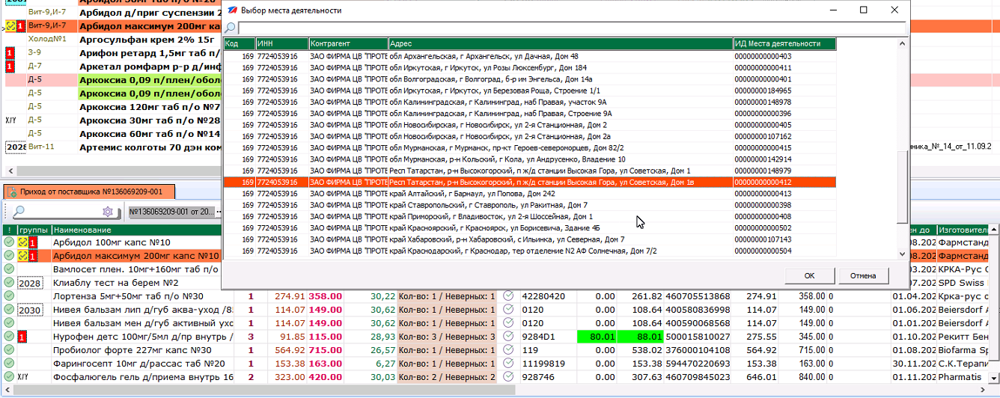 2081 Арбидол 50мг таб п/о №20
Вит-9,И-7 Арбидол д/приг суспензии 2
1 Вит-9,И-7 Арбидол максимум 200мг кап
Холод№1 Аргосульфан крем 2% 15г
1 З-9 Арифон ретард 1,5мг таб п/
1 Д-7 Аркетал ромфарм р-р д/инф
Д-5 Аркоксиа 0,09 п/плен/оболо
Д-5 Аркоксиа 0,09 п/плен/оболо
Д-5 Аркоксиа 120мг таб п/о №7
X/Y Д-5 Аркоксиа 30мг таб п/о №28
Д-5 Аркоксиа 60мг таб п/о №14
2028 Вит-11 Артемис колготы 70 дэн ком
ника_№_14_от_11.09.2
Выбор места деятельности
Код ИНН Контрагент Адрес ИД Места деятельности
169 7724053916 ЗАО ФИРМА ЦВ "ПРОТЕ обл Архангельская, г Архангельск, ул Дачная, Дом 48 00000000000403
169 7724053916 ЗАО ФИРМА ЦВ "ПРОТЕ обл Иркутская, г Иркутск, ул Розы Люксембург, Дом 184 00000000000411
169 7724053916 ЗАО ФИРМА ЦВ "ПРОТЕ обл Волгоградская, г Волгоград, б-р им Энгельса, Дом 14а 00000000000401
169 7724053916 ЗАО ФИРМА ЦВ "ПРОТЕ обл Иркутская, г Иркутск, ул Березовая Роща, Строение 1/1 00000000184965
169 7724053916 ЗАО ФИРМА ЦВ "ПРОТЕ обл Калининградская, г Калининград, наб Правая, участок 9А 00000000148978
169 7724053916 ЗАО ФИРМА ЦВ "ПРОТЕ обл Калининградская, г Калининград, наб Правая, Строение 9А 00000000000396
169 7724053916 ЗАО ФИРМА ЦВ "ПРОТЕ обл Новосибирская, г Новосибирск, ул 2-я Станционная, Дом 2 00000000000405
169 7724053916 ЗАО ФИРМА ЦВ "ПРОТЕ обл Новосибирская, г Новосибирск, ул 2-я Станционная, Дом 2а 00000000107162
169 7724053916 ЗАО ФИРМА ЦВ "ПРОТЕ обл Мурманская, г Мурманск, пр-кт Героев-североморцев, Дом 82/2 00000000000415
169 7724053916 ЗАО ФИРМА ЦВ "ПРОТЕ обл Мурманская, р-н Кольский, г Кола, ул Андрусенко, Владение 10 00000000142914
169 7724053916 ЗАО ФИРМА ЦВ "ПРОТЕ Респ Татарстан, р-н Высокогорский, п ж/д станции Высокая Гора, ул Советская, Дом 1 00000000148979
169 7724053916 ЗАО ФИРМА ЦВ "ПРОТЕ Респ Татарстан, р-н Высокогорский, п ж/д станции Высокая Гора, ул Советская, Дом 1в 00000000000412
169 7724053916 ЗАО ФИРМА ЦВ "ПРОТЕ край Алтайский, г Барнаул, ул Попова, Дом 242 00000000000413
169 7724053916 ЗАО ФИРМА ЦВ "ПРОТЕ край Ставропольский, г Ставрополь, ул Ракитная, Дом 7 00000000000398
169 7724053916 ЗАО ФИРМА ЦВ "ПРОТЕ край Приморский, г Владивосток, ул 2-я Шоссейная, Дом 1 00000000000408
169 7724053916 ЗАО ФИРМА ЦВ "ПРОТЕ край Красноярский, г Красноярск, ул Борисевича, Здание 4Б 00000000000502
169 7724053916 ЗАО ФИРМА ЦВ "ПРОТЕ край Хабаровский, р-н Хабаровский, с Ильинка, ул Северная, Дом 7 00000000107143
169 7724053916 ЗАО ФИРМА ЦВ "ПРОТЕ край Краснодарский, г Краснодар, тер отделение N2 АФ Солнечная, Дом 7/2 00000000000504
ОК Отмена
Приход от поставщика №136069209-001
№136069209-001 от 20...
! группы Наименование ен до Изготовитель
1 Арбидол 100мг капс №10 08.202 Фармстанд
1 Арбидол максимум 200мг капс №10 08.202 Фармстанд
Вамлосет плен. 10мг+160мг таб п/о 03.202 КРКА-Рус О
2028 Клиаблу тест на берем №2 07.202 SPD Swiss
Лортенза 5мг+50мг таб п/о №30 1 274.91 358.00 30,22 Кол-во: 1 / Неверных: 1 42280420 0.00 261.82 460705513868 274.91 358.00 0 01.04.202 Крка-рус о
2030 Нивея бальзам лип д/губ аква-уход /85 1 114.07 149.00 30,62 Кол-во: 1 / Неверных: 1 0120 0.00 108.64 400580836998 114.07 149.00 0 01.06.202 Beiersdorf A
Нивея бальзам мен д/губ активный ухо 1 114.07 149.00 30,62 Кол-во: 1 / Неверных: 1 0120 0.00 108.64 400590068568 114.07 149.00 0 01.01.202 Beiersdorf A
1 Нурофен детс 100мг/5мл д/пр внутрь / 3 91.85 115.00 28,93 Кол-во: 3 / Неверных: 3 9284D1 80.01 88.01 500015810027 275.55 345.00 0 01.10.202 Рекитт Бен
Пробиолог форте 227мг капс №30 1 564.92 715.00 26,57 Кол-во: 1 / Неверных: 1 119 0.00 538.02 376000104108 564.92 715.00 0 01.08.202 Biofarma Sp
Фарингосепт 10мг д/рассас таб №20 1 153.38 163.00 6,27 Кол-во: 1 / Неверных: 1 11199819 0.00 153.38 594470220693 153.38 163.00 0 30.11.202 С.К.Терапи
X/Y Фосфалюгель гель д/приема внутрь 16 2 323.00 420.00 30,03 Кол-во: 2 / Неверных: 2 928746 0.00 307.63 460709845023 646.01 840.00 0 01.11.202 Pharmatis